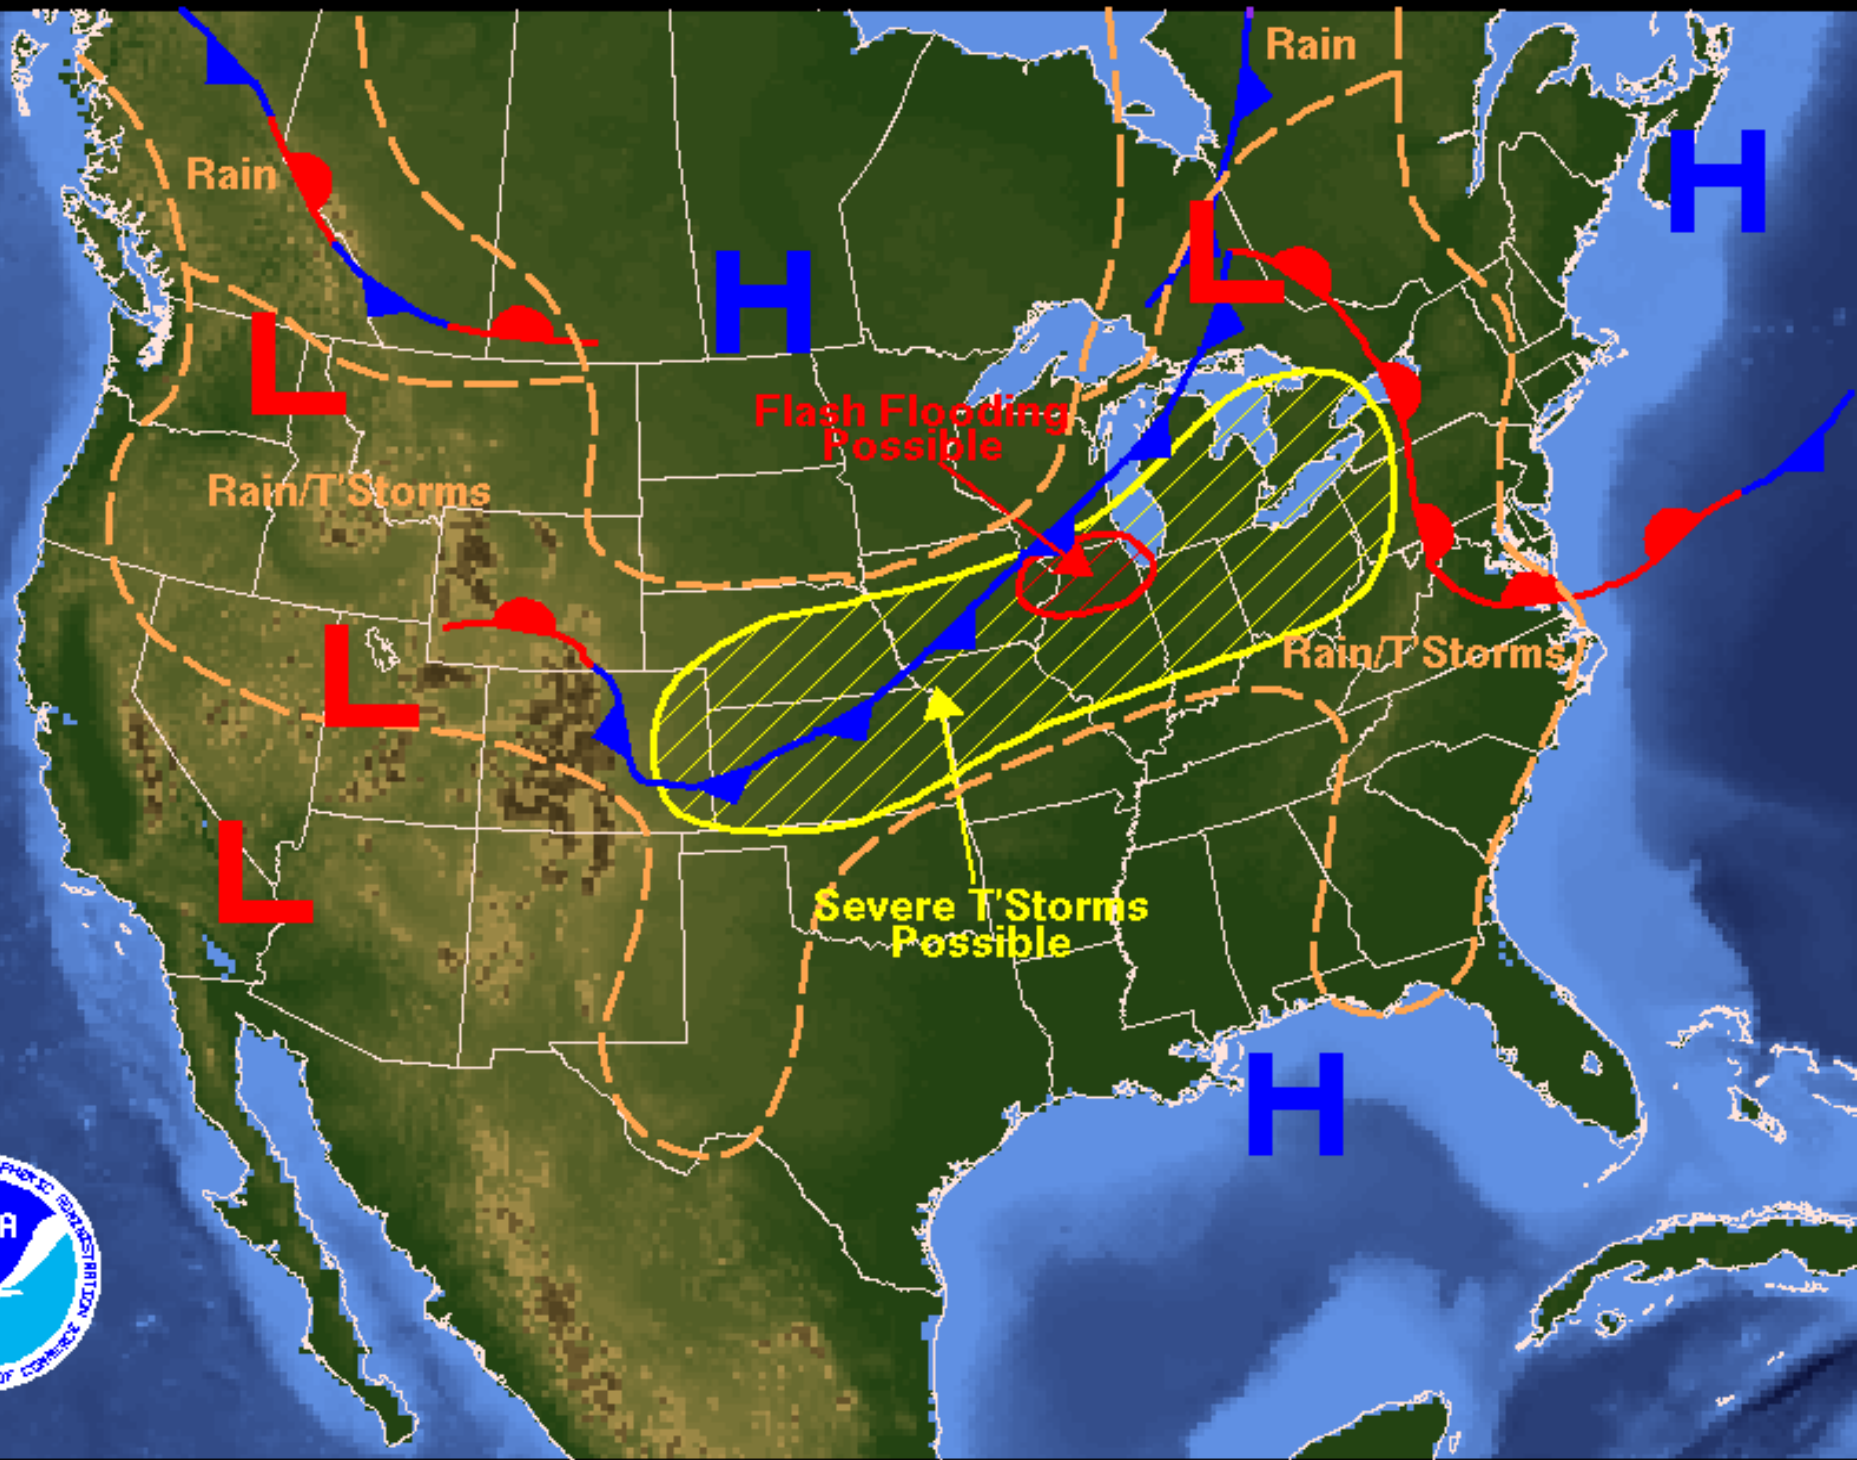 Rain
Rain
H
H
L
L
Flash Flooding
Possible
Rain/T'Storms
L
Rain/T'Storms
L
Severe T'Storms
Possible
H
A